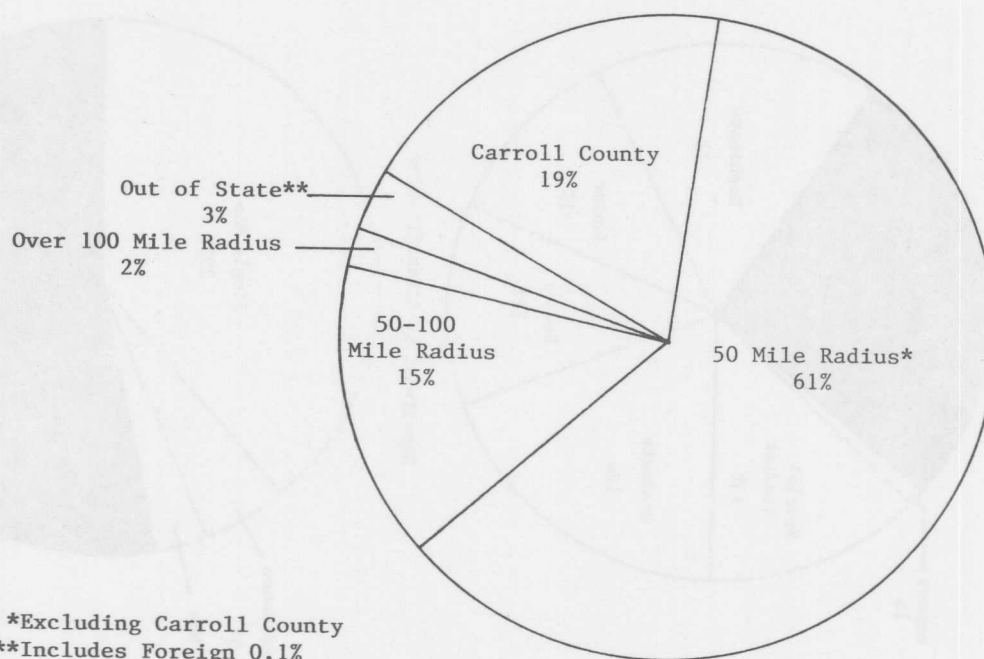 Carroll County
19%
Out of State**
3%
Over 100 Mile Radius
2%
50-100
Mile Radius
15%
50 Mile Radius*
61%
*Excluding Carroll County
**Includes Foreign 0.1%